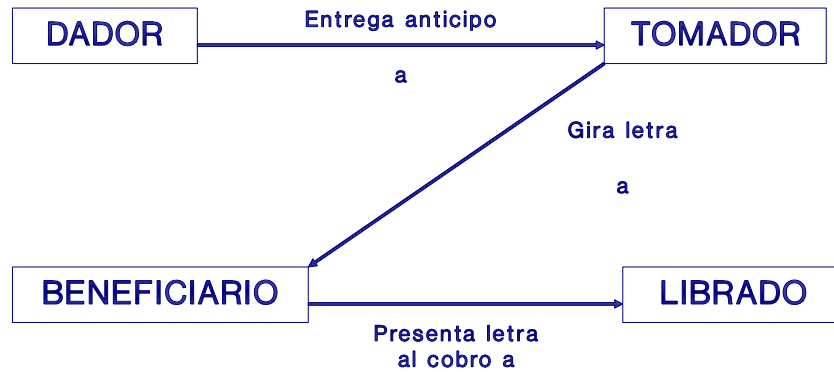 DADOR
Entrega anticipo
a
TOMADOR
Gira letra
a
BENEFICIARIO
Presenta letra
al cobro a
LIBRADO